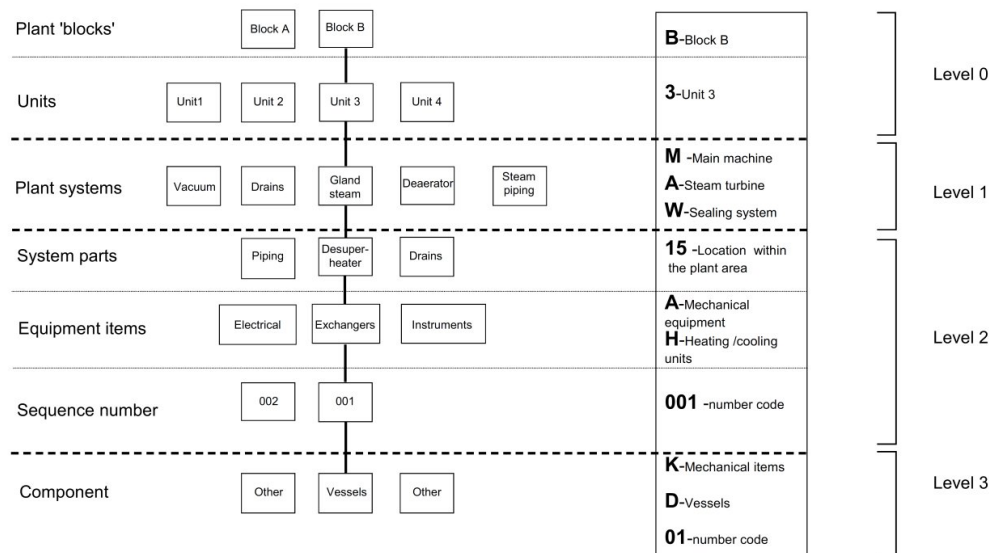 Plant 'blocks'
Block A
Block B
B-Block B
Level 0
Units
Unit1
Unit 2
Unit 3
Unit 4
3-Unit 3
Plant systems
Vacuum
Drains
Gland
steam
Deaerator
Steam
piping
M -Main machine
A-Steam turbine
W-Sealing system
Level 1
System parts
Piping
Desuper-
heater
Drains
15 -Location within
the plant area
Equipment items
Electrical
Exchangers
Instruments
A-Mechanical
equipment
H-Heating /cooling
units
Level 2
Sequence number
002
001
001 -number code
Component
Other
Vessels
Other
K-Mechanical items
D-Vessels
01-number code
Level 3